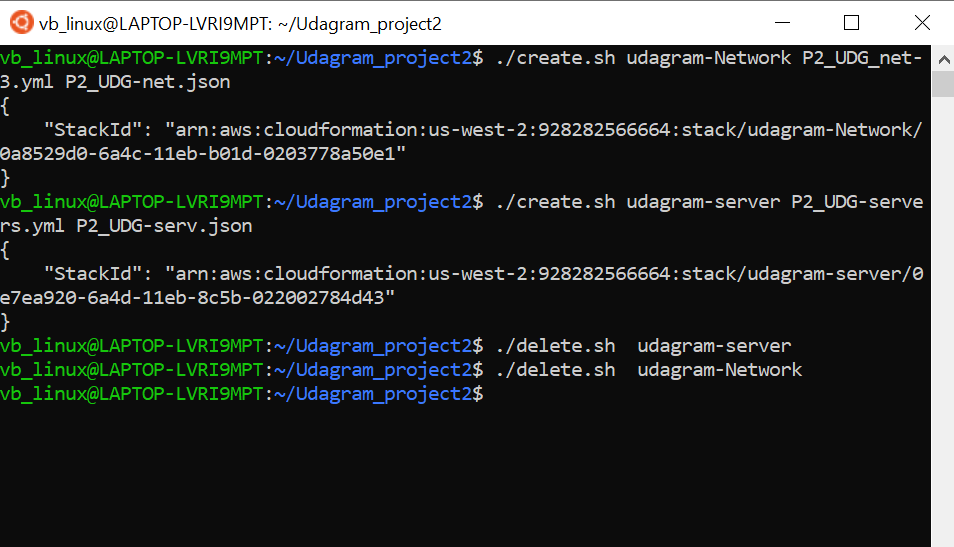 vb_linux@LAPTOP-LVRI9MPT: ~/Udagram_project2
vb_linux@LAPTOP-LVRI9MPT:~/Udagram_project2$ ./create.sh udagram-Network P2_UDG_net-
3.yml P2_UDG-net.json
{
    "StackId": "arn:aws:cloudformation:us-west-2:928282566664:stack/udagram-Network/
0a8529d0-6a4c-11eb-b01d-0203778a50e1"
}
vb_linux@LAPTOP-LVRI9MPT:~/Udagram_project2$ ./create.sh udagram-server P2_UDG-serve
rs.yml P2_UDG-serv.json
{
    "StackId": "arn:aws:cloudformation:us-west-2:928282566664:stack/udagram-server/0
e7ea920-6a4d-11eb-8c5b-022002784d43"
}
vb_linux@LAPTOP-LVRI9MPT:~/Udagram_project2$ ./delete.sh  udagram-server
vb_linux@LAPTOP-LVRI9MPT:~/Udagram_project2$ ./delete.sh  udagram-Network
vb_linux@LAPTOP-LVRI9MPT:~/Udagram_project2$